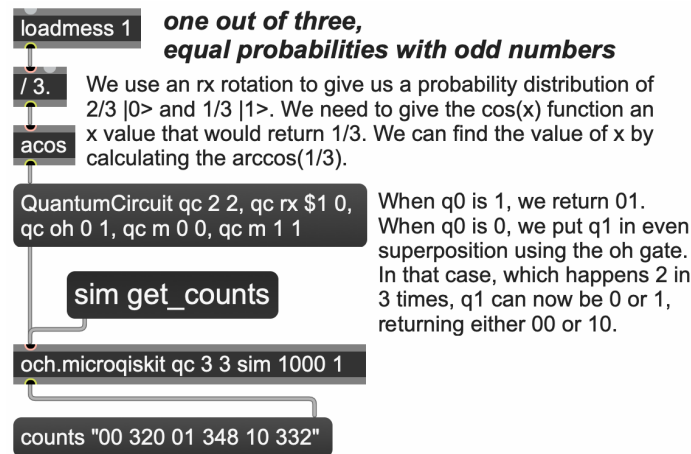 loadmess 1
one out of three,
equal probabilities with odd numbers
/ 3.
We use an rx rotation to give us a probability distribution of
2/3 |0> and 1/3 |1>. We need to give the cos(x) function an
x value that would return 1/3. We can find the value of x by
calculating the arccos(1/3).
acos
QuantumCircuit qc 2 2, qc rx $1 0,
qc oh 0 1, qc m 0 0, qc m 1 1
When q0 is 1, we return 01.
When q0 is 0, we put q1 in even
superposition using the oh gate.
In that case, which happens 2 in
3 times, q1 can now be 0 or 1,
returning either 00 or 10.
sim get_counts
och.microqiskit qc 3 3 sim 1000 1
counts "00 320 01 348 10 332"